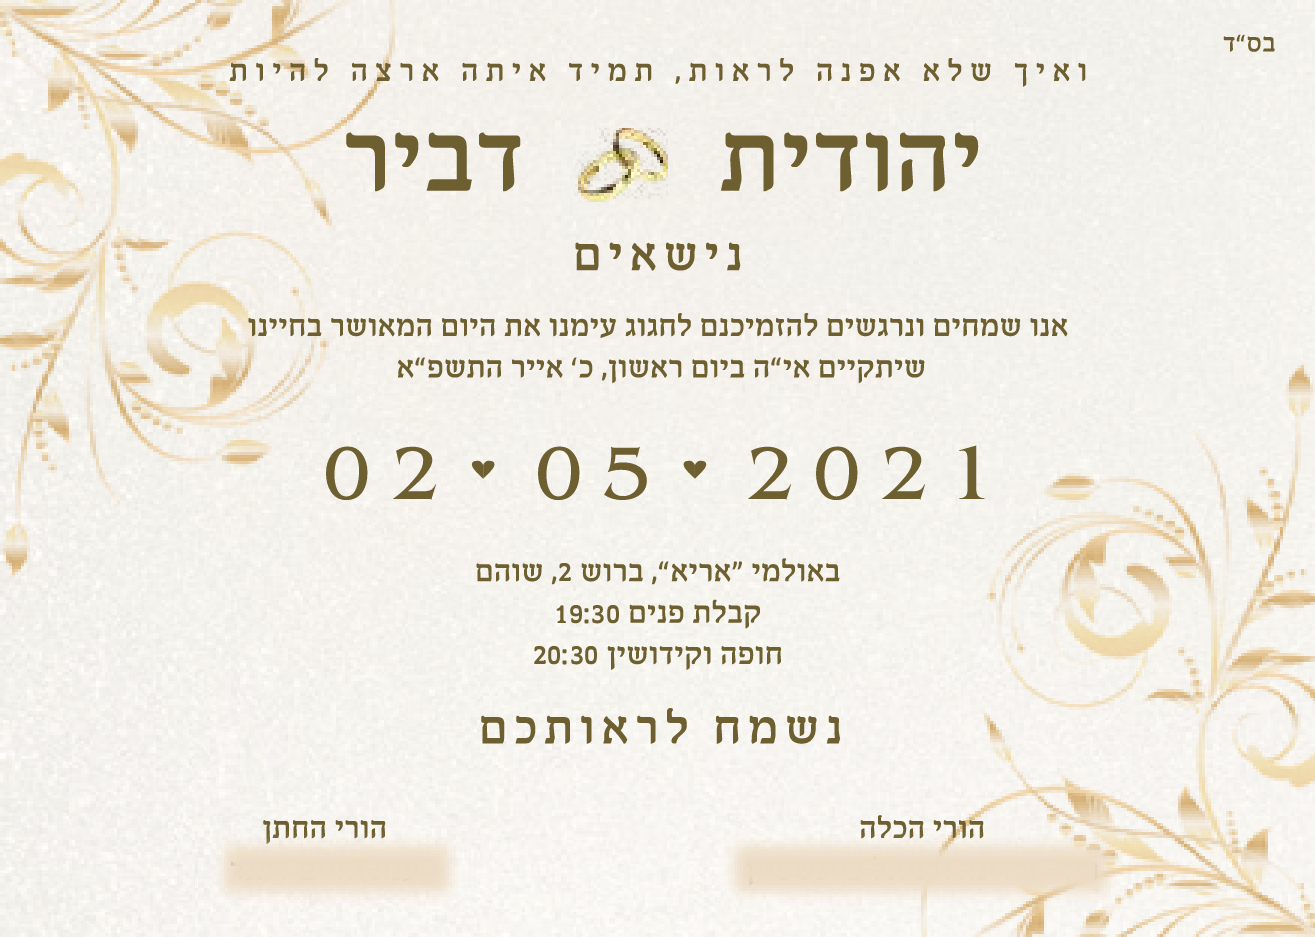 בס"ד
ואיך שלא אפנה לראות, תמיד איתה ארצה להיות
יהודית דביר
נישאים
אנו שמחים ונרגשים להזמיכנם לחגוג עימנו את היום המאושר בחיינו
שיתקיים אי"ה ביום ראשון, כ' אייר התשפ"א
02 ♥ 05 ♥ 2021
באולמי "אריא", ברוש 2, שוהם
קבלת פנים 19:30
חופה וקידושין 20:30
נשמח לראותכם
הורי הכלה הורי החתן